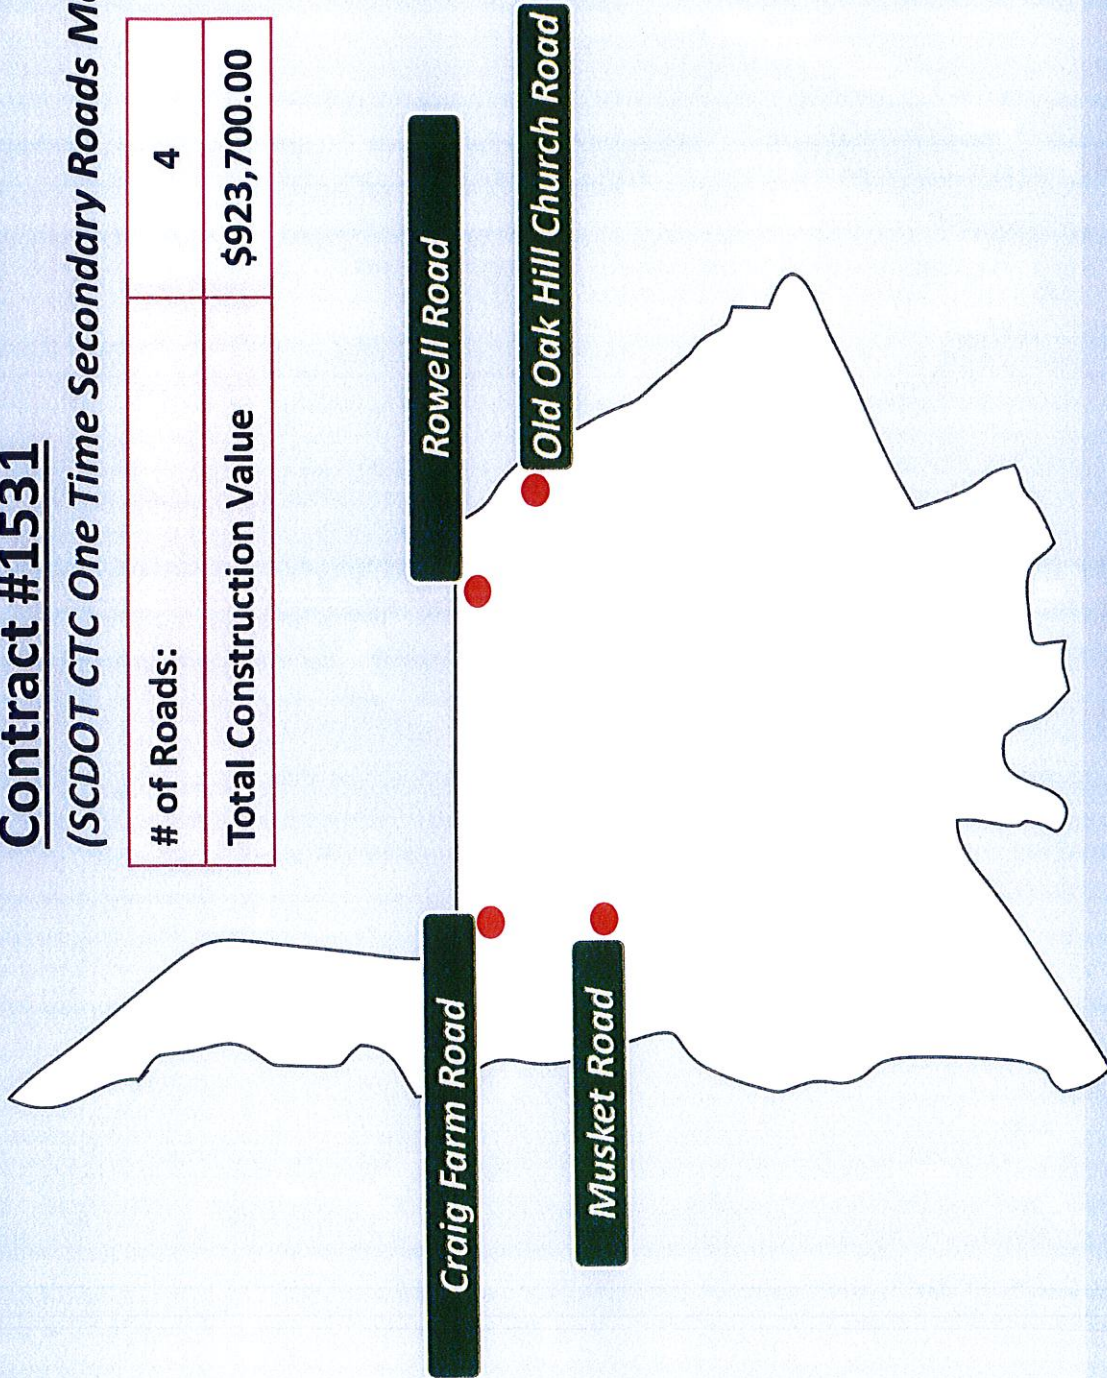 Contract #1531
(SCDOT CTC One Time Secondary Roads
# of Roads: 4
Total Construction Value $923,700.00
Rowell Road
Old Oak Hill Church Road
Craig Farm Road
Musket Road